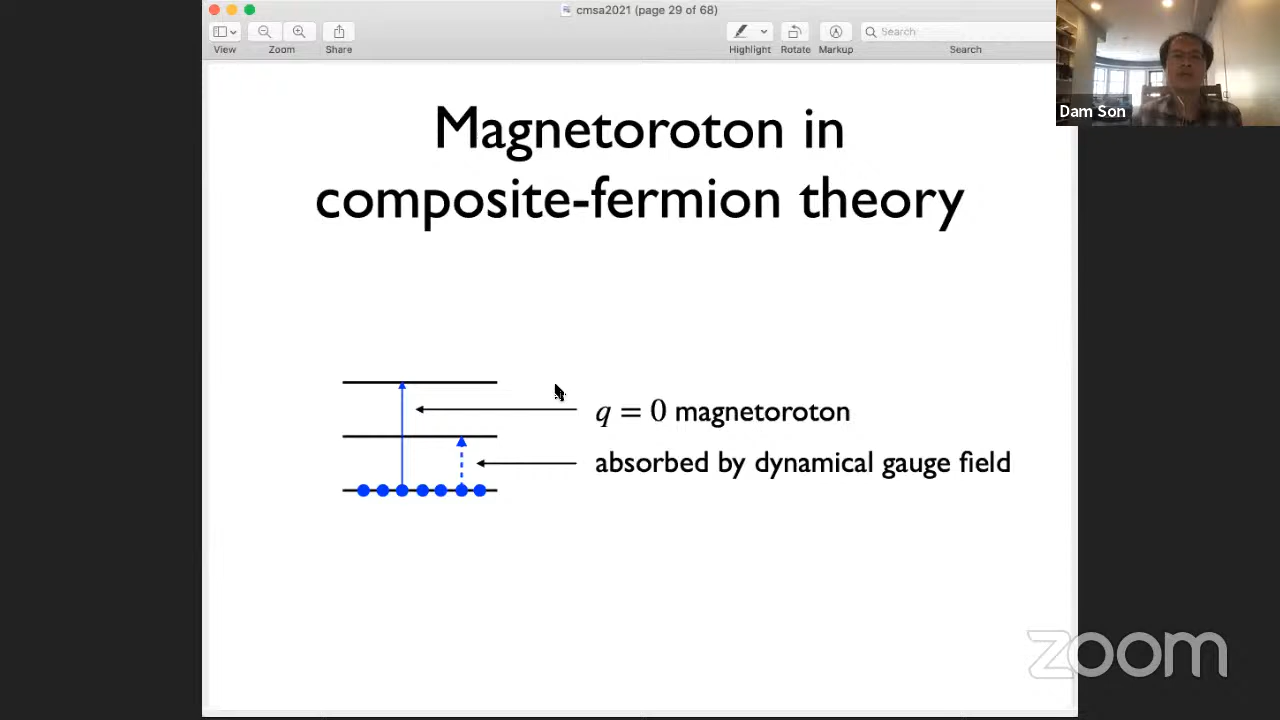 cmsa2021 (page 29 of 68)
View
Zoom
Share
Highlight
Rotate
Markup
Search
Search
Dam Son
Magnetoroton in
composite-fermion theory
q = 0 magnetoroton
absorbed by dynamical gauge field
zoom